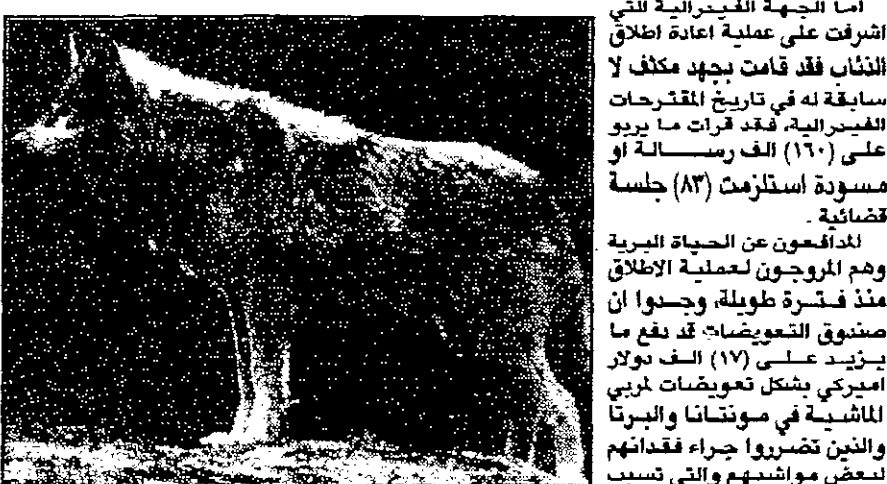 اما الجهة الفيدرالية التي
اشرفت على عملية اعادة اطلاق
الذئاب فقد قامت بجهد مكثف لا
سابقة له في تاريخ المقترحات
الفيدرالية، فقد قرات ما يربو
على (١٦٠) الف رسالة او
مسودة استلزمت (٨٣) جلسة
قضائية .
المدافعون عن الحياة البرية
وهم المروجون لعملية الاطلاق
منذ فترة طويلة، وجدوا ان
صندوق التعويضات قد دفع ما
يزيد على (١٧) الف دولار
اميركي بشكل تعويضات لمربي
الماشية في مونتانا والبرتا
والذين تضرروا جراء فقدانهم
لبعض مواشيهم والتي تسبب